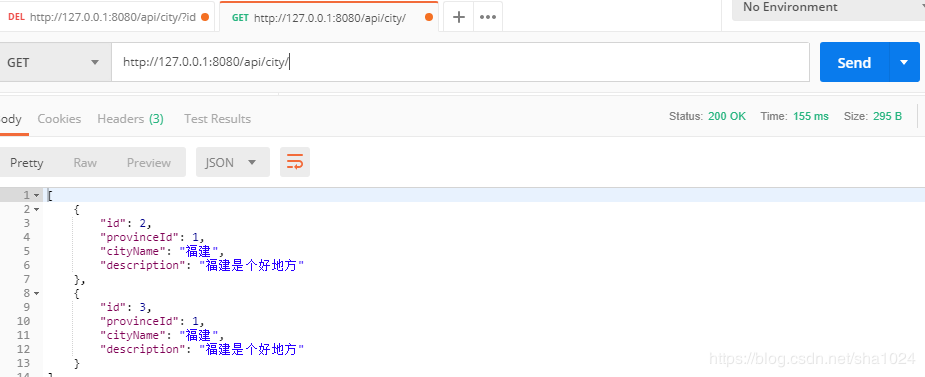 DEL http://127.0.0.1:8080/api/city/?id
GET http://127.0.0.1:8080/api/city/
No Environment
GET http://127.0.0.1:8080/api/city/ Send
ody Cookies Headers (3) Test Results Status: 200 OK Time: 155 ms Size: 295 B
Pretty Raw Preview JSON
1 [
2 {
3 "id": 2,
4 "provinceId": 1,
5 "cityName": "福建",
6 "description": "福建是个好地方"
7 },
8 {
9 "id": 3,
10 "provinceId": 1,
11 "cityName": "福建",
12 "description": "福建是个好地方"
13 }
https://blog.csdn.net/sha1024